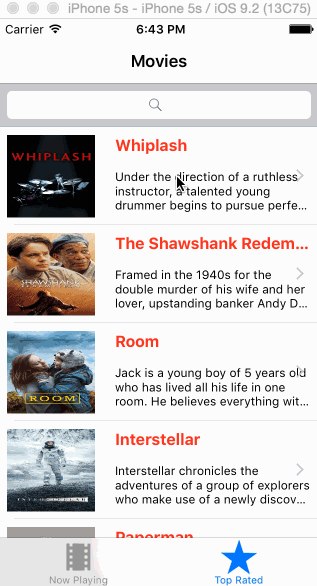 iPhone 5s - iPhone 5s / iOS 9.2 (13C75)
Carrier 6:43 PM
Movies
WHIPLASH
Whiplash
Under the direction of a ruthless
instructor, a talented young
drummer begins to pursue perfe...
SHAWSHANK
The Shawshank Redem...
Framed in the 1940s for the
double murder of his wife and her
lover, upstanding banker Andy D...
ROOM
Room
Jack is a young boy of 5 years old
who has lived all his life in one
room. He believes everything wit...
INTERSTELLAR
Interstellar
Interstellar chronicles the
adventures of a group of explorers
who make use of a newly discov...
Paperman
Now Playing
Top Rated